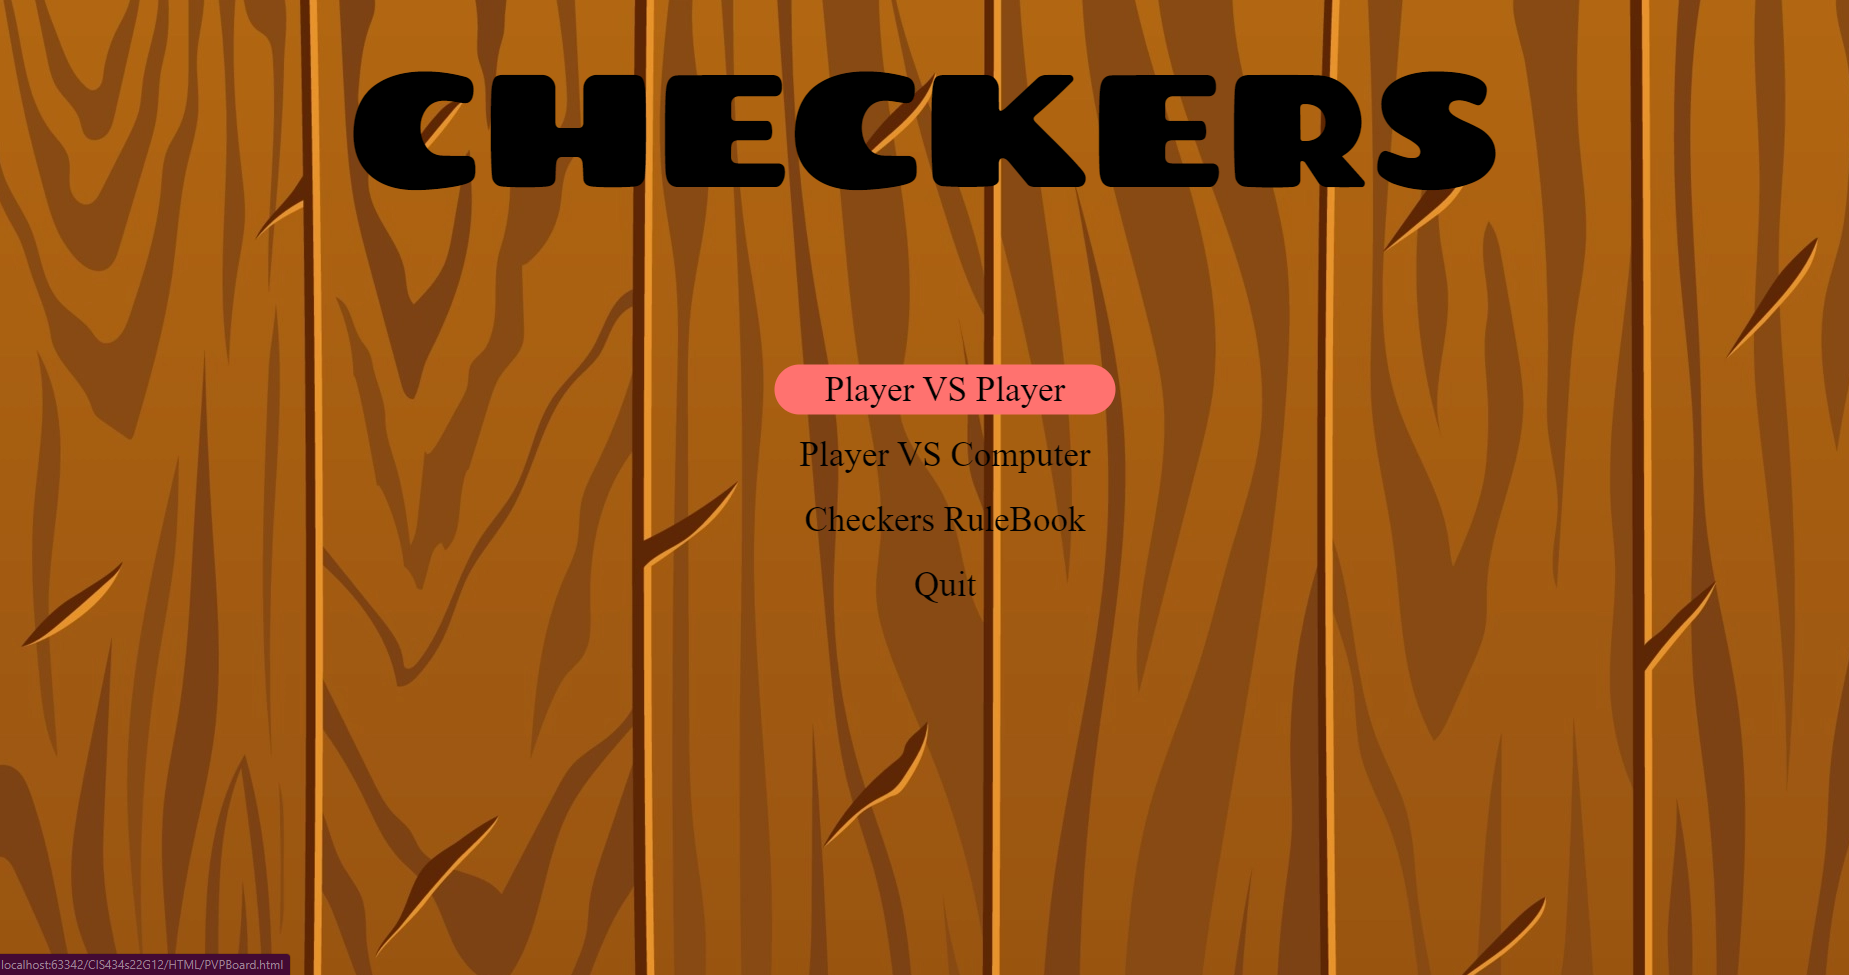 CHECKERS
Player VS Player
Player VS Computer
Checkers RuleBook
Quit
localhost:63342/CIS434s22G12/HTML/PVPBoard.html